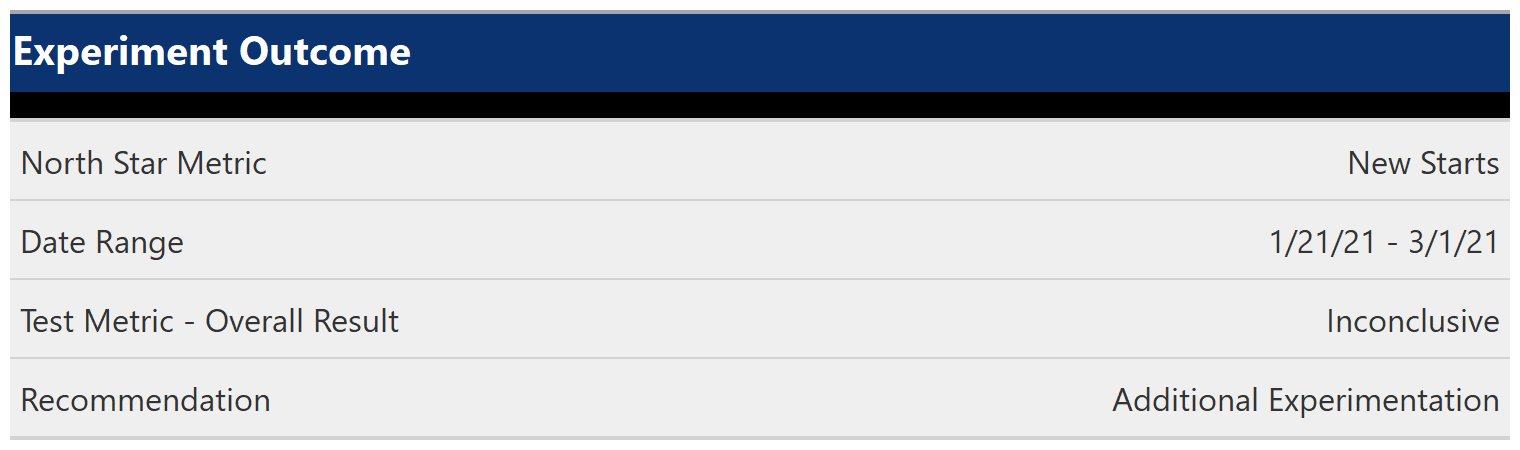 Experiment Outcome
North Star Metric New Starts
Date Range 1/21/21 - 3/1/21
Test Metric - Overall Result Inconclusive
Recommendation Additional Experimentation